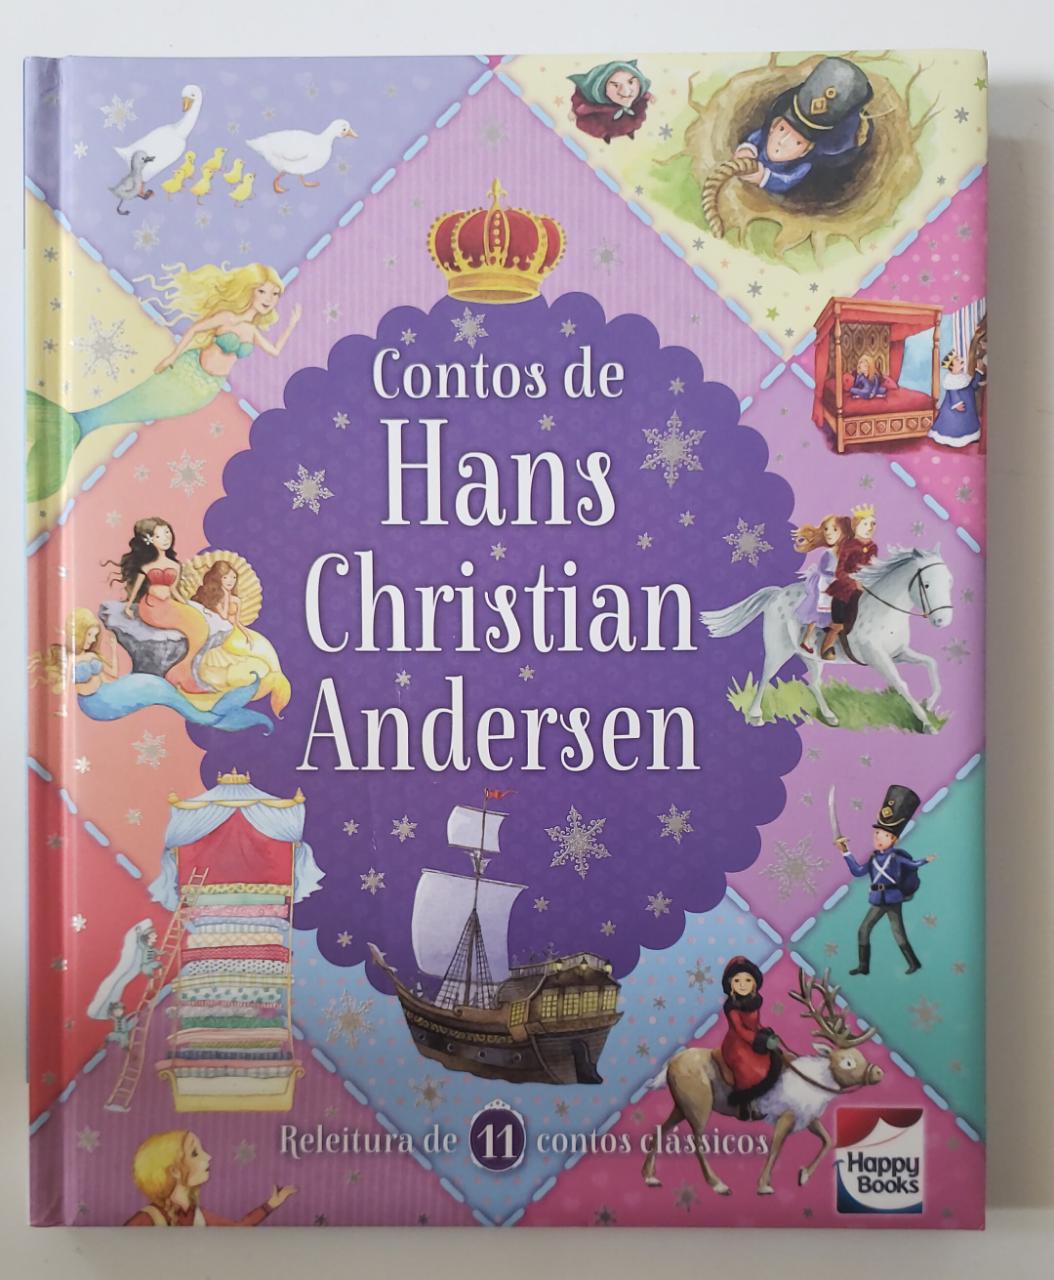 Contos de
Hans
Christian
Andersen
Releitura de 11 contos clássicos
Happy
Books